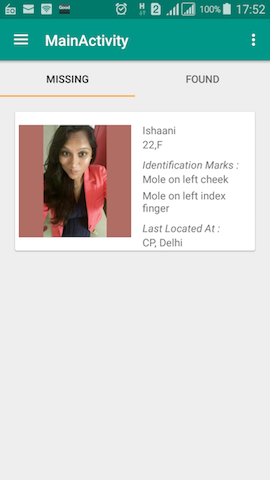 Good
H
2
100%
17:52
MainActivity
MISSING
FOUND
Ishaani
22,F
Identification Marks :
Mole on left cheek
Mole on left index
finger
Last Located At :
CP, Delhi